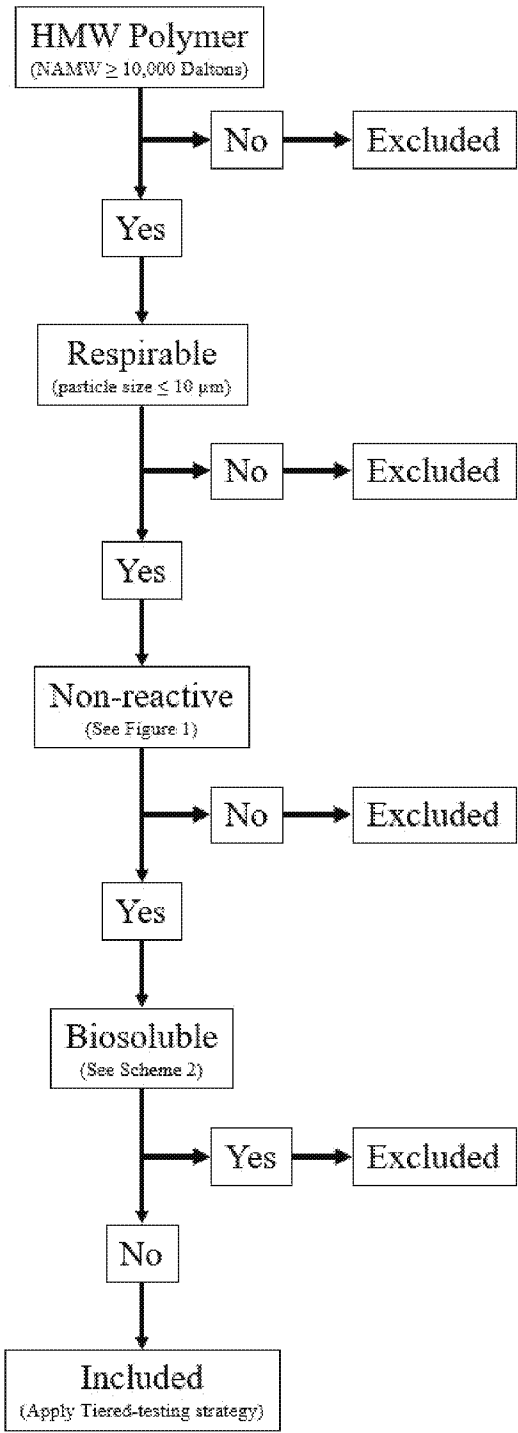 HMW Polymer
(NAMW ≥ 10,000 Daltons)
No
Excluded
Yes
Respirable
(particle size ≤ 10 μm)
No
Excluded
Yes
Non-reactive
(See Figure 1)
No
Excluded
Yes
Biosoluble
(See Scheme 2)
Yes
Excluded
No
Included
(Apply Tiered-testing strategy)